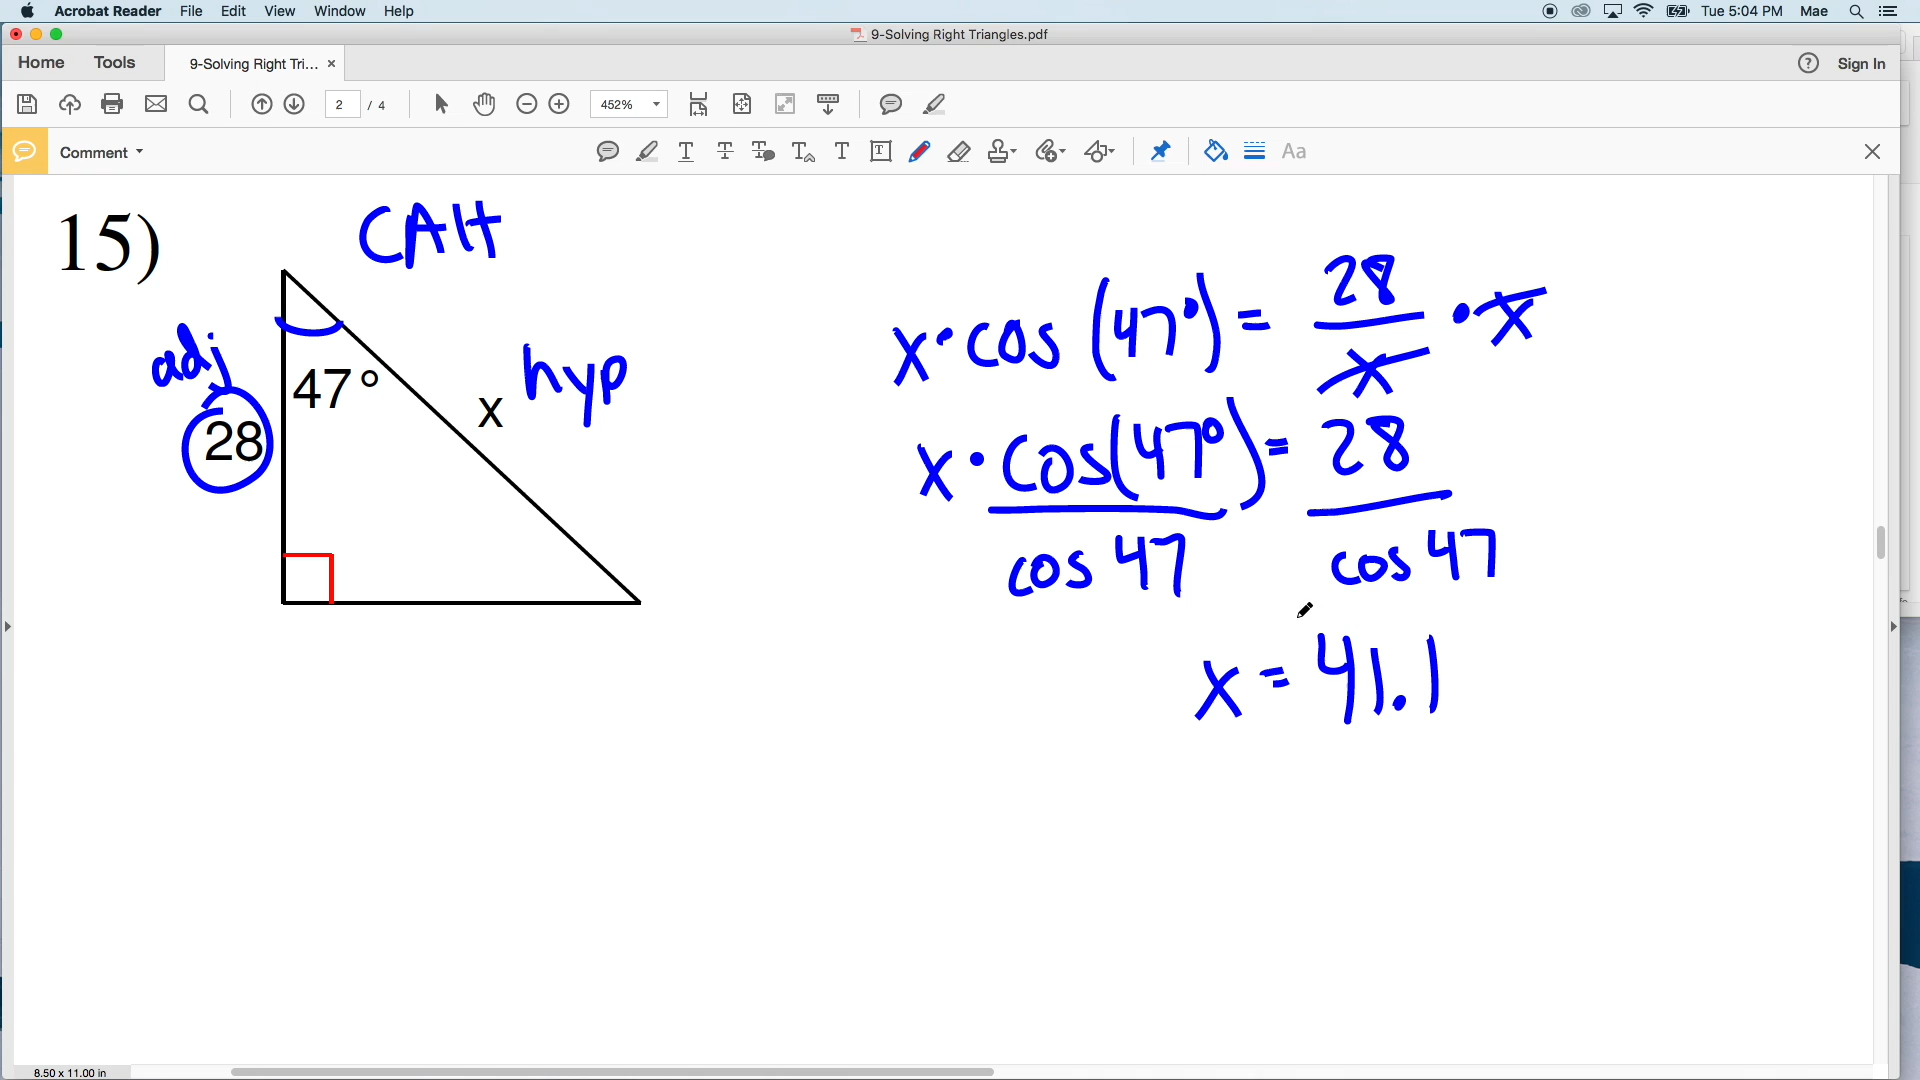 Acrobat Reader File Edit View Window Help Tue 5:04 PM Mae
9-Solving Right Triangles.pdf
Home Tools 9-Solving Right Tri... × ? Sign In
2 / 4 452%
Comment Aa
15)
CAH
adj
47°
28
x
hyp
x·cos (47°) = 28/x ·x
x·cos(47°) = 28
cos 47 cos 47
x = 41.1
8.50 x 11.00 in